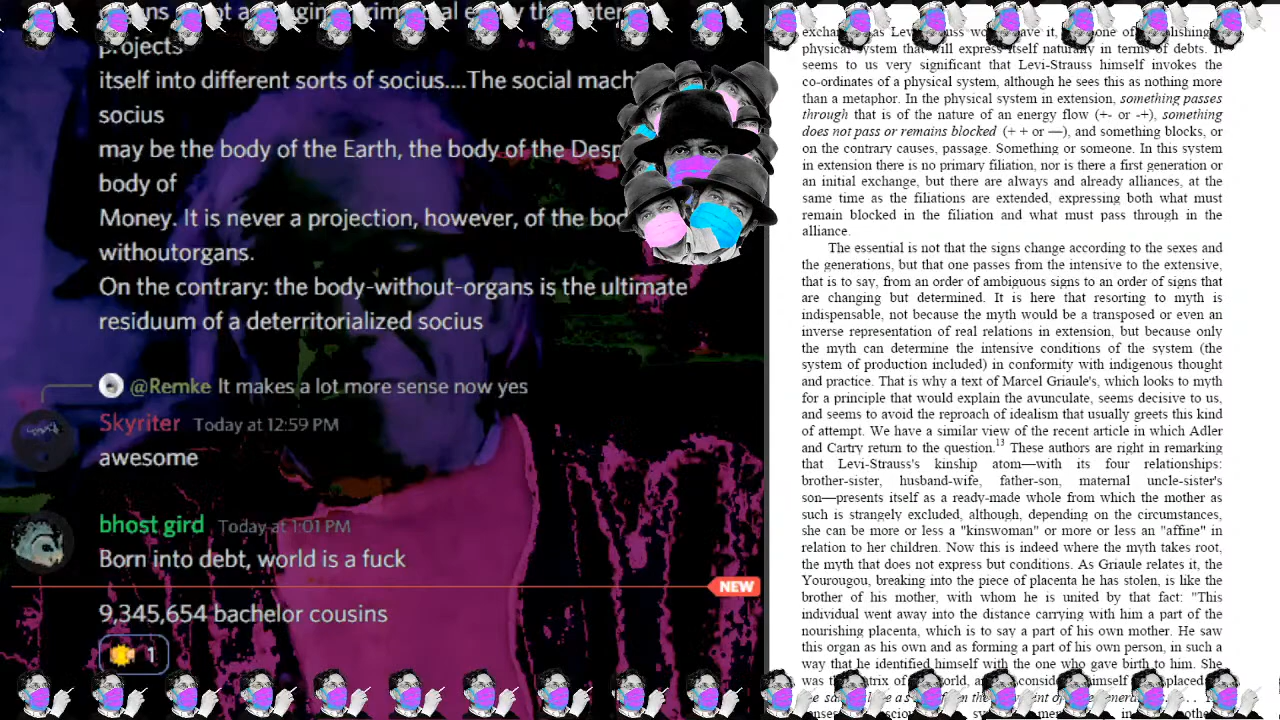 projects
itself into different sorts of socius....The social
socius
may be the body of the Earth, the body of the
body of
Money. It is never a projection, however, of the
withoutorgans.
On the contrary: the body-without-organs is the ultimate
residuum of a deterritorialized socius
@Remke It makes a lot more sense now yes
Skyriter Today at 12:59 PM
awesome
bhost gird Today at 1:01 PM
Born into debt, world is a fuck
NEW
9,345,654 bachelor cousins
1
physical system that will express itself naturally in terms of debts. It
seems to us very significant that Levi-Strauss himself invokes the
co-ordinates of a physical system, although he sees this as nothing more
than a metaphor. In the physical system in extension, something passes
through that is of the nature of an energy flow (+- or -+), something
does not pass or remains blocked (+ + or —), and something blocks, or
on the contrary causes, passage. Something or someone. In this system
in extension there is no primary filiation, nor is there a first generation or
an initial exchange, but there are always and already alliances, at the
same time as the filiations are extended, expressing both what must
remain blocked in the filiation and what must pass through in the
alliance.
The essential is not that the signs change according to the sexes and
the generations, but that one passes from the intensive to the extensive,
that is to say, from an order of ambiguous signs to an order of signs that
are changing but determined. It is here that resorting to myth is
indispensable, not because the myth would be a transposed or even an
inverse representation of real relations in extension, but because only
the myth can determine the intensive conditions of the system (the
system of production included) in conformity with indigenous thought
and practice. That is why a text of Marcel Griaule's, which looks to myth
for a principle that would explain the avunculate, seems decisive to us,
and seems to avoid the reproach of idealism that usually greets this kind
of attempt. We have a similar view of the recent article in which Adler
and Cartry return to the question.13 These authors are right in remarking
that Levi-Strauss's kinship atom—with its four relationships:
brother-sister, husband-wife, father-son, maternal uncle-sister's
son—presents itself as a ready-made whole from which the mother as
such is strangely excluded, although, depending on the circumstances,
she can be more or less a "kinswoman" or more or less an "affine" in
relation to her children. Now this is indeed where the myth takes root,
the myth that does not express but conditions. As Griaule relates it, the
Yourougou, breaking into the piece of placenta he has stolen, is like the
brother of his mother, with whom he is united by that fact: "This
individual went away into the distance carrying with him a part of the
nourishing placenta, which is to say a part of his own mother. He saw
this organ as his own and as forming a part of his own person, in such a
way that he identified himself with the one who gave birth to him. She
was